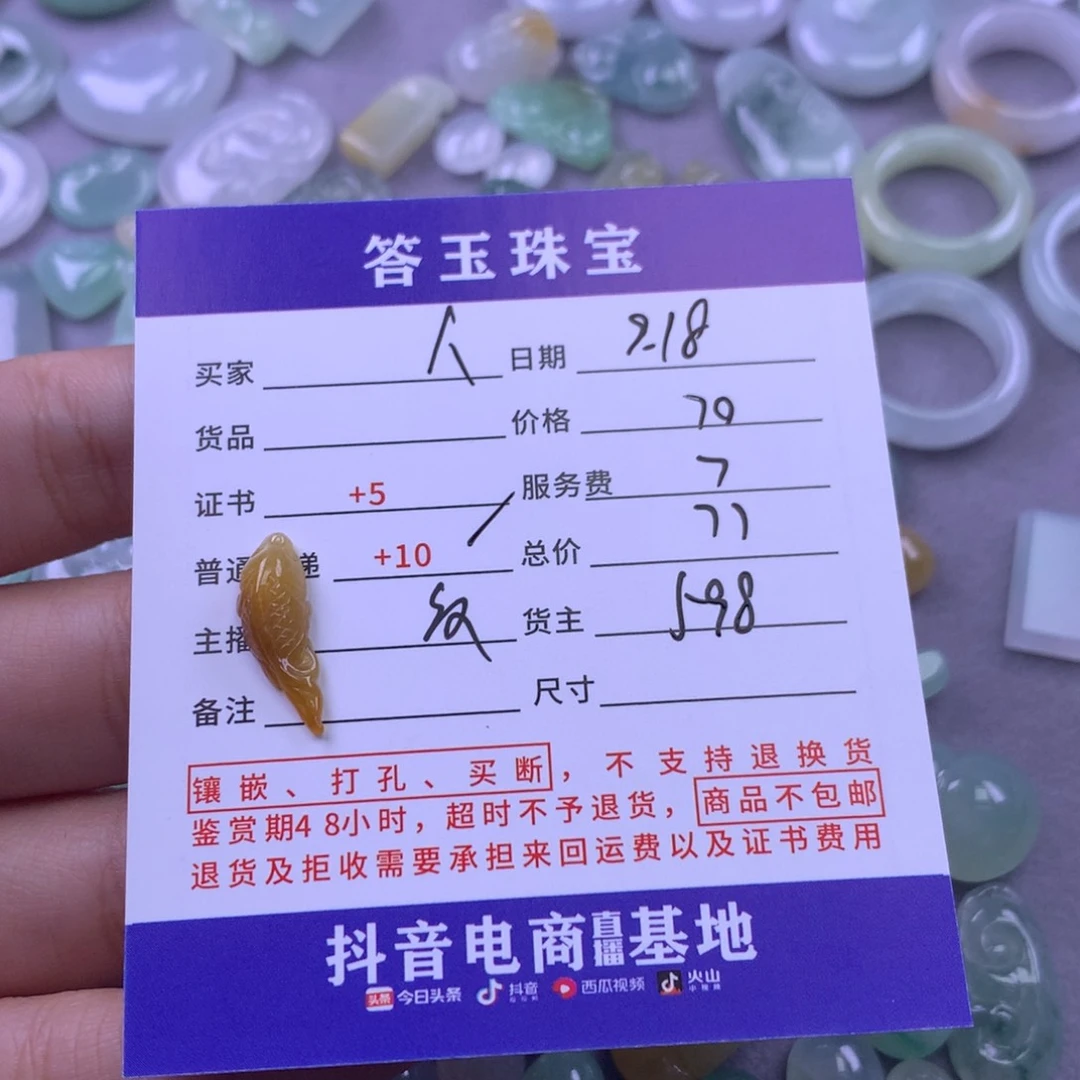 答玉珠宝
买家 人 日期 9-18
货品 价格 70
证书 +5 服务费 7
普通 递 +10 总价 77
主播 货主 598
备注 尺寸
镶嵌、打孔、买断，不支持退换货
鉴赏期48小时，超时不予退货，商品不包邮
退货及拒收需要承担来回运费以及证书费用
抖音电商直播基地
头条 今日头条 抖音 西瓜视频 火山